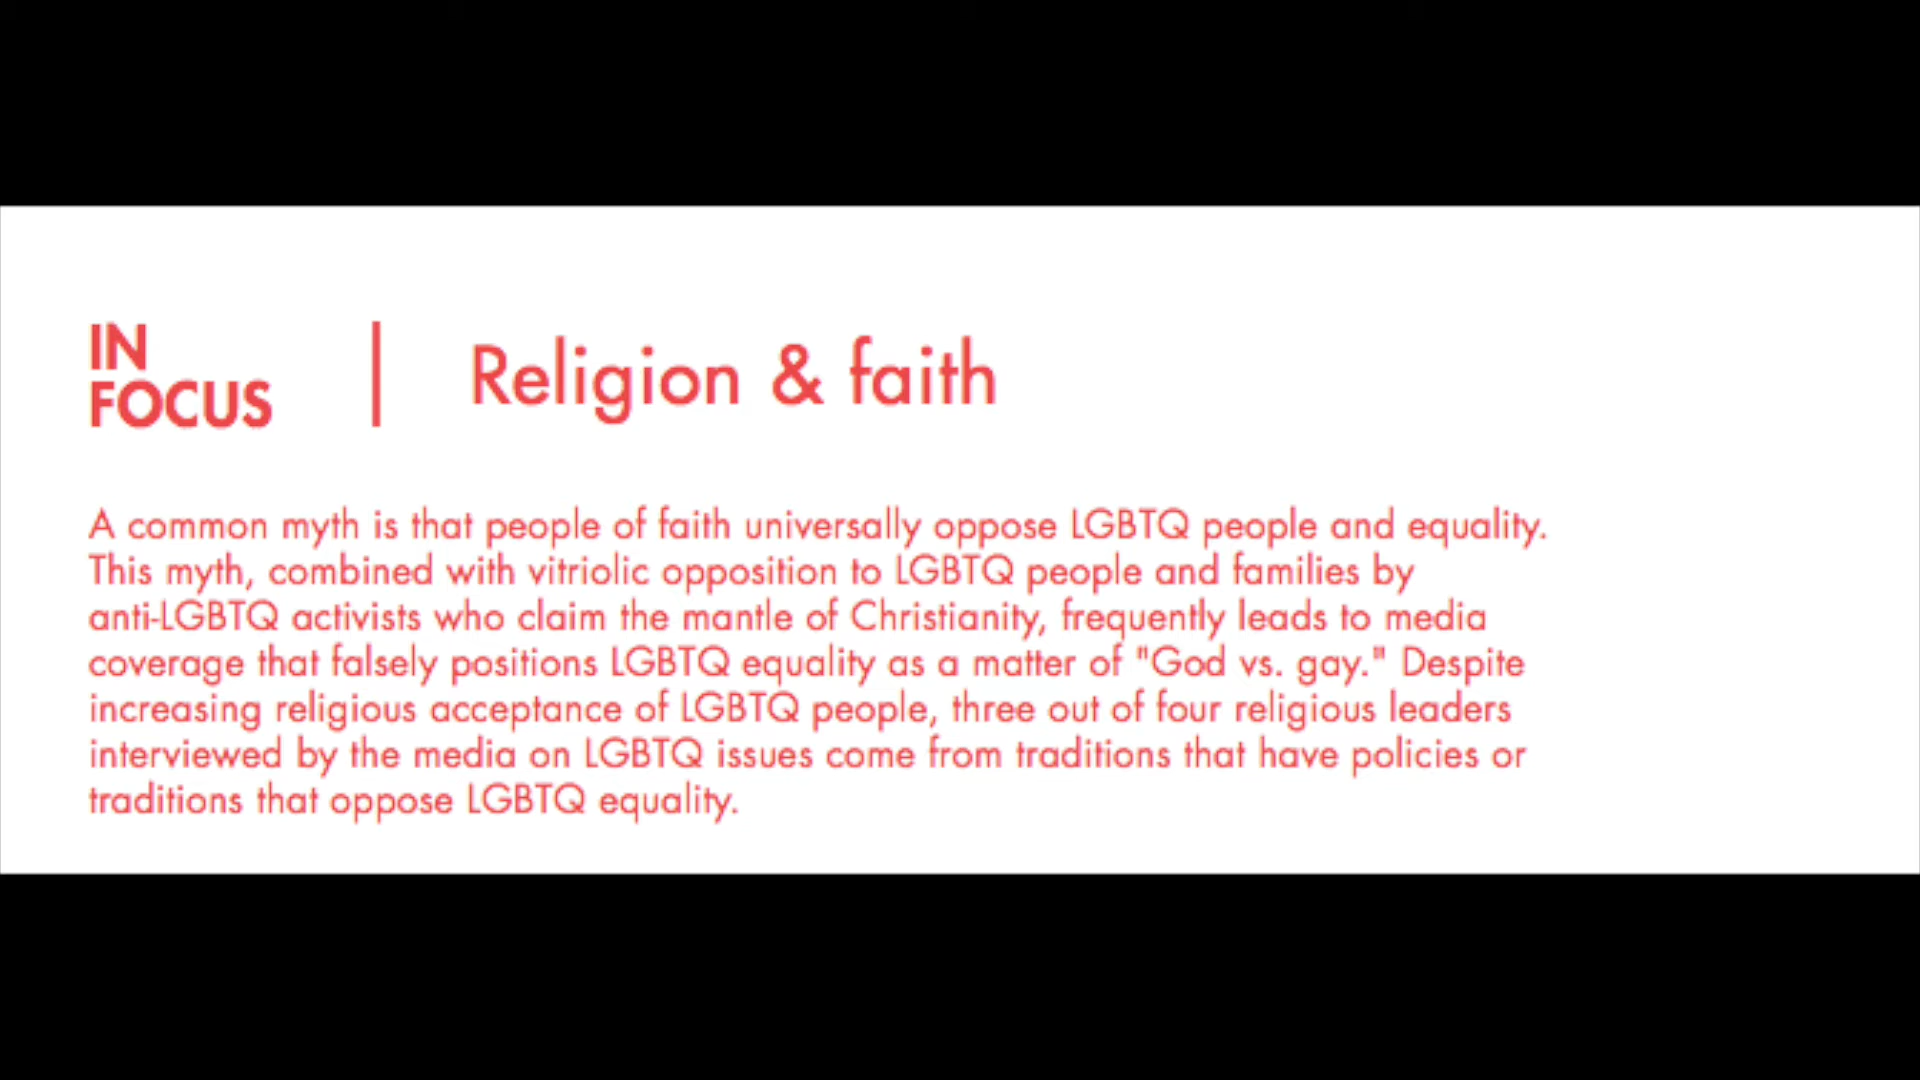 IN
FOCUS
Religion & faith
A common myth is that people of faith universally oppose LGBTQ people and equality.
This myth, combined with vitriolic opposition to LGBTQ people and families by
anti-LGBTQ activists who claim the mantle of Christianity, frequently leads to media
coverage that falsely positions LGBTQ equality as a matter of "God vs. gay." Despite
increasing religious acceptance of LGBTQ people, three out of four religious leaders
interviewed by the media on LGBTQ issues come from traditions that have policies or
traditions that oppose LGBTQ equality.